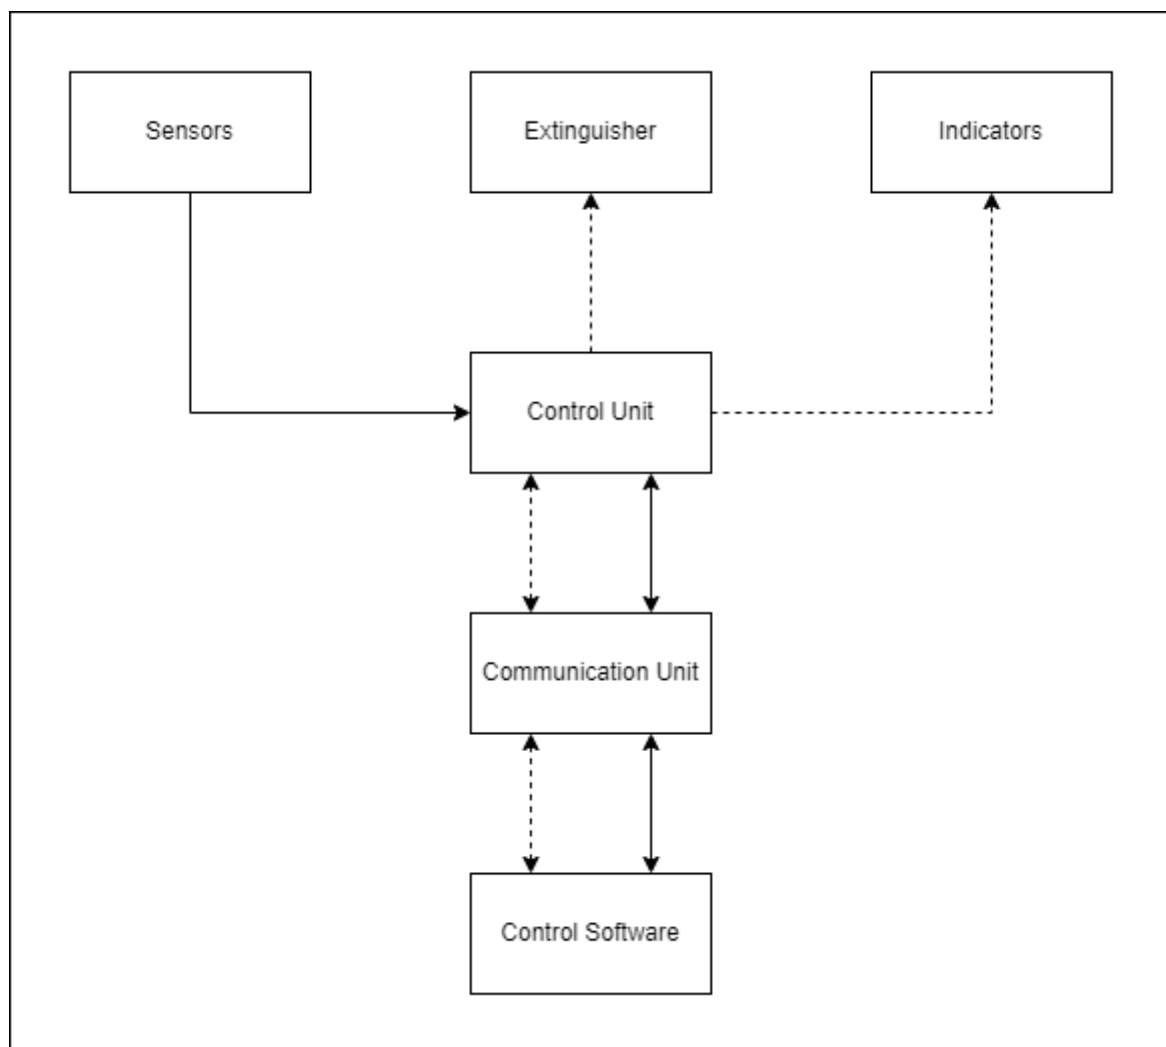 Sensors
Extinguisher
Indicators
Control Unit
Communication Unit
Control Software